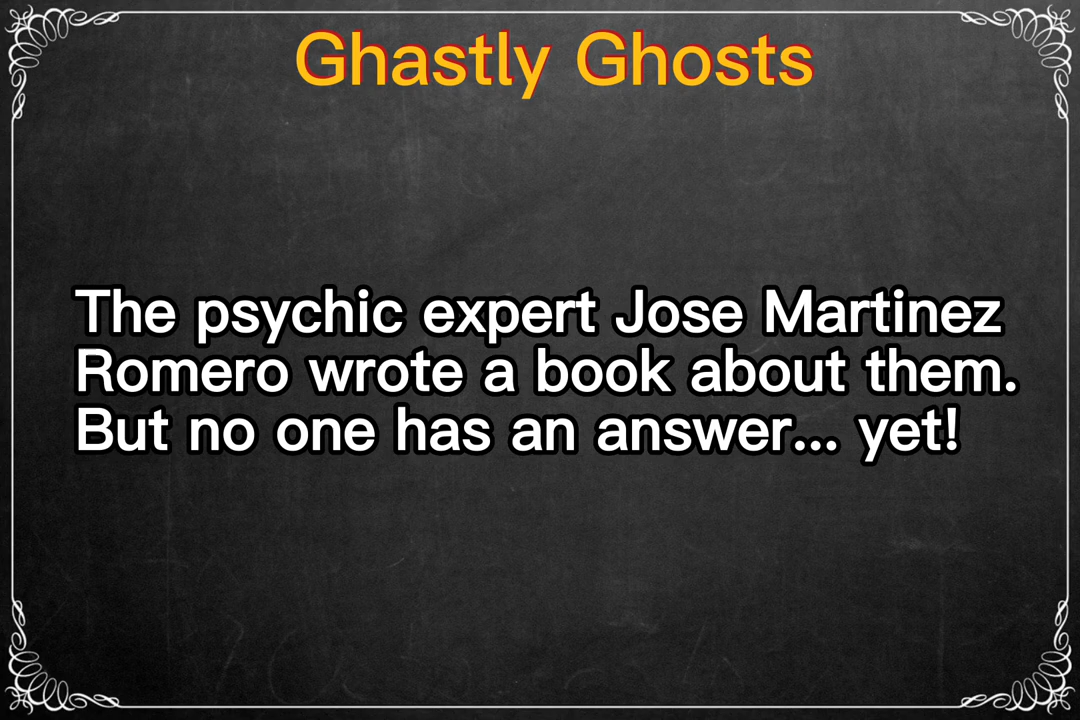 Ghastly Ghosts
The psychic expert Jose Martinez
Romero wrote a book about them.
But no one has an answer... yet!